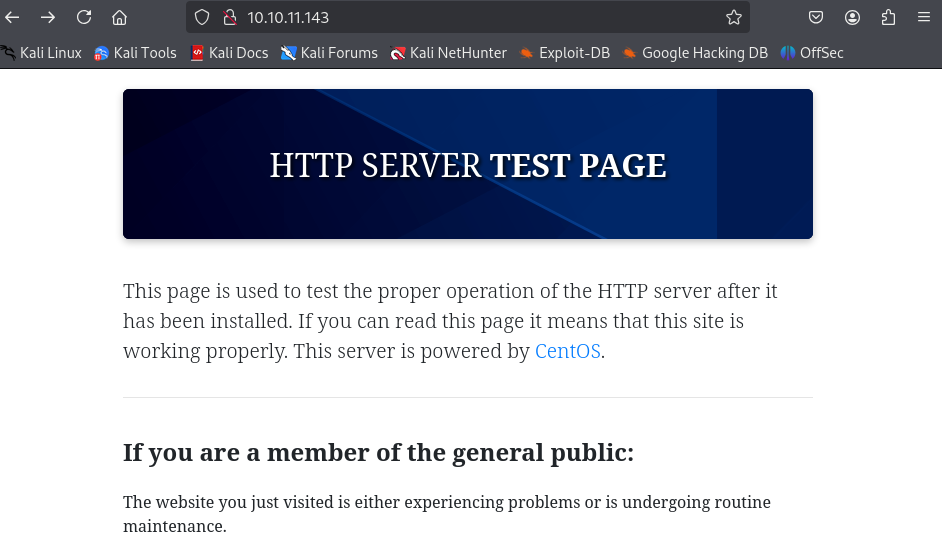 10.10.11.143
Kali Linux Kali Tools Kali Docs Kali Forums Kali NetHunter Exploit-DB Google Hacking DB OffSec
HTTP SERVER TEST PAGE
This page is used to test the proper operation of the HTTP server after it
has been installed. If you can read this page it means that this site is
working properly. This server is powered by CentOS.
If you are a member of the general public:
The website you just visited is either experiencing problems or is undergoing routine
maintenance.